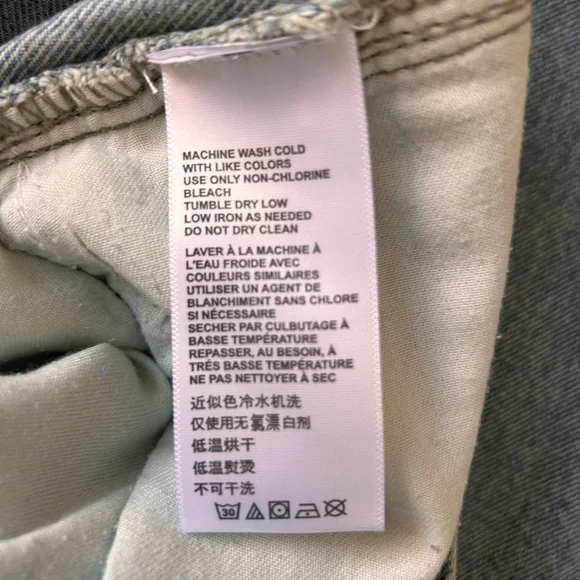 MACHINE WASH COLD
WITH LIKE COLORS
USE ONLY NON-CHLORINE
BLEACH
TUMBLE DRY LOW
LOW IRON AS NEEDED
DO NOT DRY CLEAN
LAVER À LA MACHINE À
L'EAU FROIDE AVEC
COULEURS SIMILAIRES
UTILISER UN AGENT DE
BLANCHIMENT SANS CHLORE
SI NÉCESSAIRE
SECHER PAR CULBUTAGE À
BASSE TEMPÉRATURE
REPASSER, AU BESOIN, À
TRÈS BASSE TEMPÉRATURE
NE PAS NETTOYER À SEC
近似色冷水机洗
仅使用无氯漂白剂
低温烘干
低温熨烫
不可干洗
30